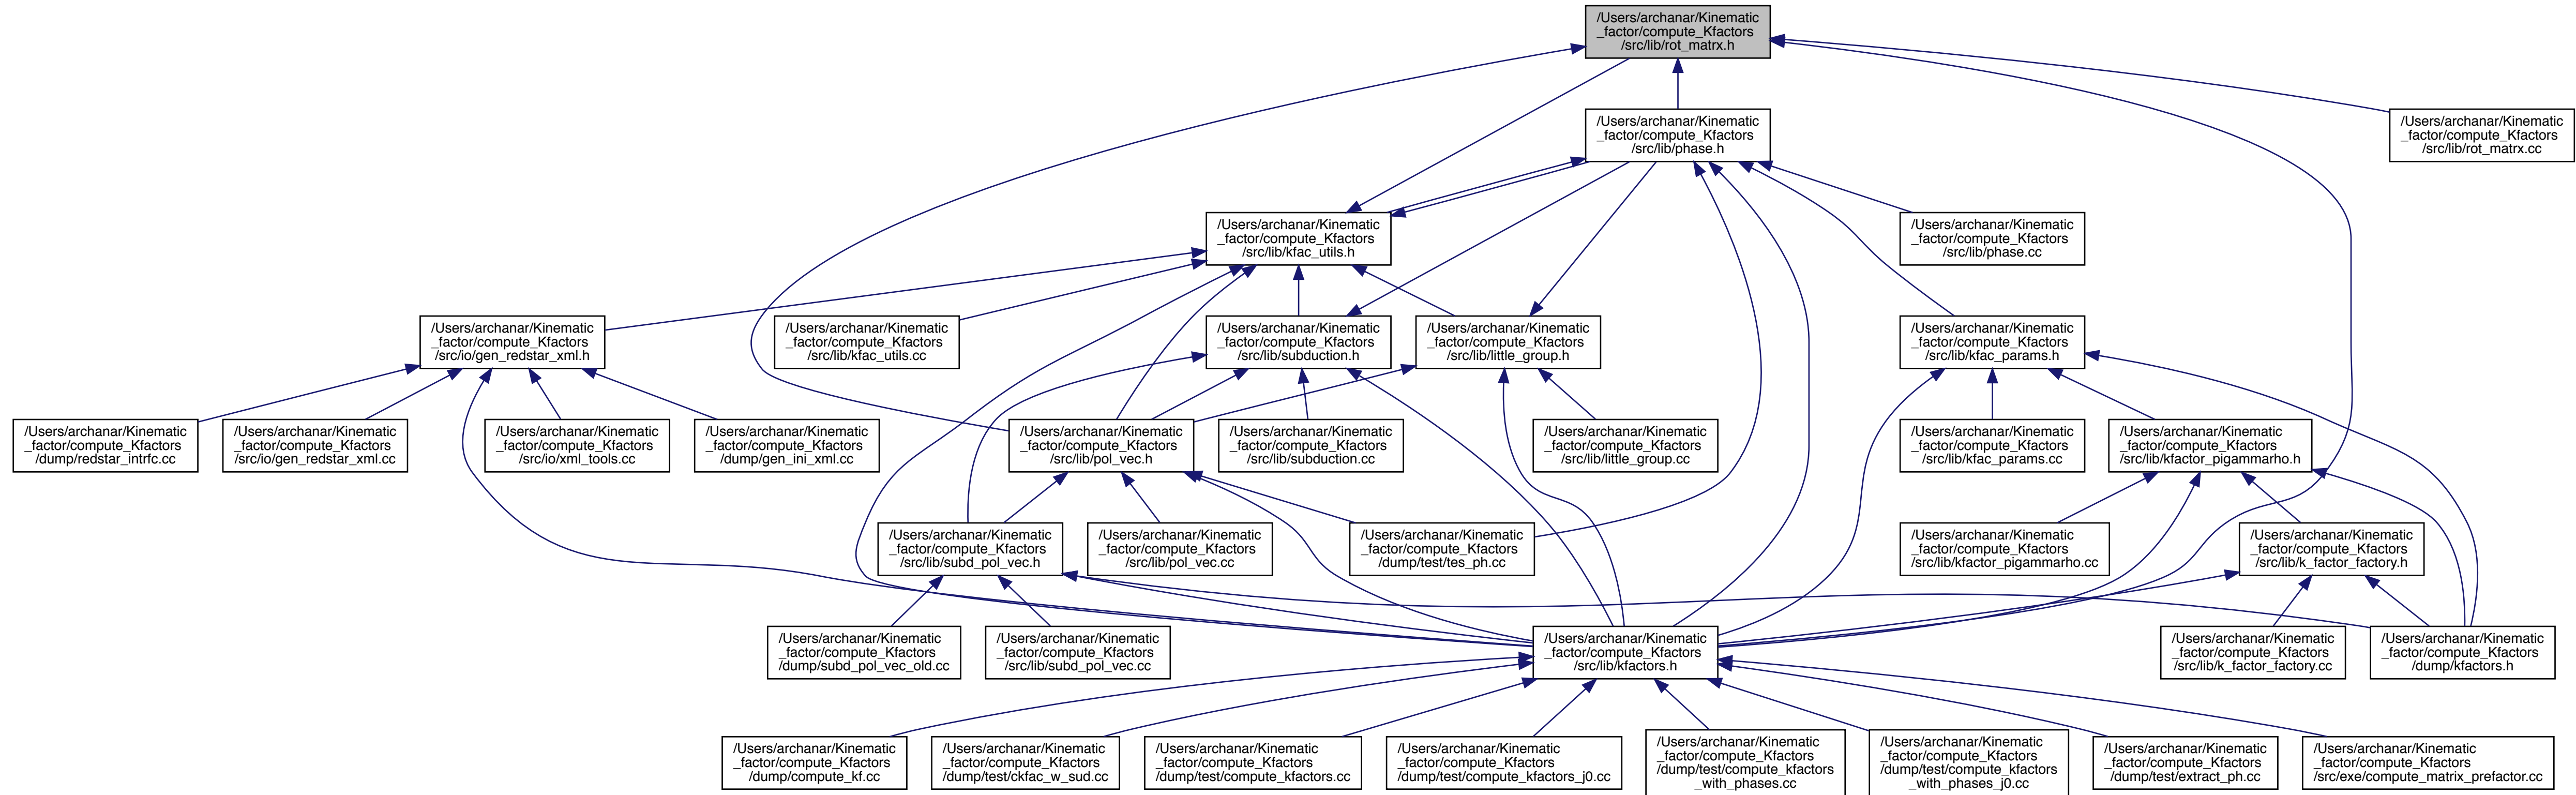 /Users/archanar/Kinematic
_factor/compute_Kfactors
/src/lib/rot_matrx.h
/Users/archanar/Kinematic
_factor/compute_Kfactors
/src/lib/phase.h
/Users/archanar/Kinematic
_factor/compute_Kfactors
/src/lib/rot_matrx.cc
/Users/archanar/Kinematic
_factor/compute_Kfactors
/src/lib/kfac_utils.h
/Users/archanar/Kinematic
_factor/compute_Kfactors
/src/lib/phase.cc
/Users/archanar/Kinematic
_factor/compute_Kfactors
/src/io/gen_redstar_xml.h
/Users/archanar/Kinematic
_factor/compute_Kfactors
/src/lib/kfac_utils.cc
/Users/archanar/Kinematic
_factor/compute_Kfactors
/src/lib/subduction.h
/Users/archanar/Kinematic
_factor/compute_Kfactors
/src/lib/little_group.h
/Users/archanar/Kinematic
_factor/compute_Kfactors
/src/lib/kfac_params.h
/Users/archanar/Kinematic
_factor/compute_Kfactors
/dump/redstar_intrfc.cc
/Users/archanar/Kinematic
_factor/compute_Kfactors
/src/io/gen_redstar_xml.cc
/Users/archanar/Kinematic
_factor/compute_Kfactors
/src/io/xml_tools.cc
/Users/archanar/Kinematic
_factor/compute_Kfactors
/dump/gen_ini_xml.cc
/Users/archanar/Kinematic
_factor/compute_Kfactors
/src/lib/pol_vec.h
/Users/archanar/Kinematic
_factor/compute_Kfactors
/src/lib/subduction.cc
/Users/archanar/Kinematic
_factor/compute_Kfactors
/src/lib/little_group.cc
/Users/archanar/Kinematic
_factor/compute_Kfactors
/src/lib/kfac_params.cc
/Users/archanar/Kinematic
_factor/compute_Kfactors
/src/lib/kfactor_pigammarho.h
/Users/archanar/Kinematic
_factor/compute_Kfactors
/src/lib/subd_pol_vec.h
/Users/archanar/Kinematic
_factor/compute_Kfactors
/src/lib/pol_vec.cc
/Users/archanar/Kinematic
_factor/compute_Kfactors
/dump/test/tes_ph.cc
/Users/archanar/Kinematic
_factor/compute_Kfactors
/src/lib/kfactor_pigammarho.cc
/Users/archanar/Kinematic
_factor/compute_Kfactors
/src/lib/k_factor_factory.h
/Users/archanar/Kinematic
_factor/compute_Kfactors
/dump/subd_pol_vec_old.cc
/Users/archanar/Kinematic
_factor/compute_Kfactors
/src/lib/subd_pol_vec.cc
/Users/archanar/Kinematic
_factor/compute_Kfactors
/src/lib/kfactors.h
/Users/archanar/Kinematic
_factor/compute_Kfactors
/src/lib/k_factor_factory.cc
/Users/archanar/Kinematic
_factor/compute_Kfactors
/dump/kfactors.h
/Users/archanar/Kinematic
_factor/compute_Kfactors
/dump/compute_kf.cc
/Users/archanar/Kinematic
_factor/compute_Kfactors
/dump/test/ckfac_w_sud.cc
/Users/archanar/Kinematic
_factor/compute_Kfactors
/dump/test/compute_kfactors.cc
/Users/archanar/Kinematic
_factor/compute_Kfactors
/dump/test/compute_kfactors_j0.cc
/Users/archanar/Kinematic
_factor/compute_Kfactors
/dump/test/compute_kfactors
_with_phases.cc
/Users/archanar/Kinematic
_factor/compute_Kfactors
/dump/test/compute_kfactors
_with_phases_j0.cc
/Users/archanar/Kinematic
_factor/compute_Kfactors
/dump/test/extract_ph.cc
/Users/archanar/Kinematic
_factor/compute_Kfactors
/src/exe/compute_matrix_prefactor.cc